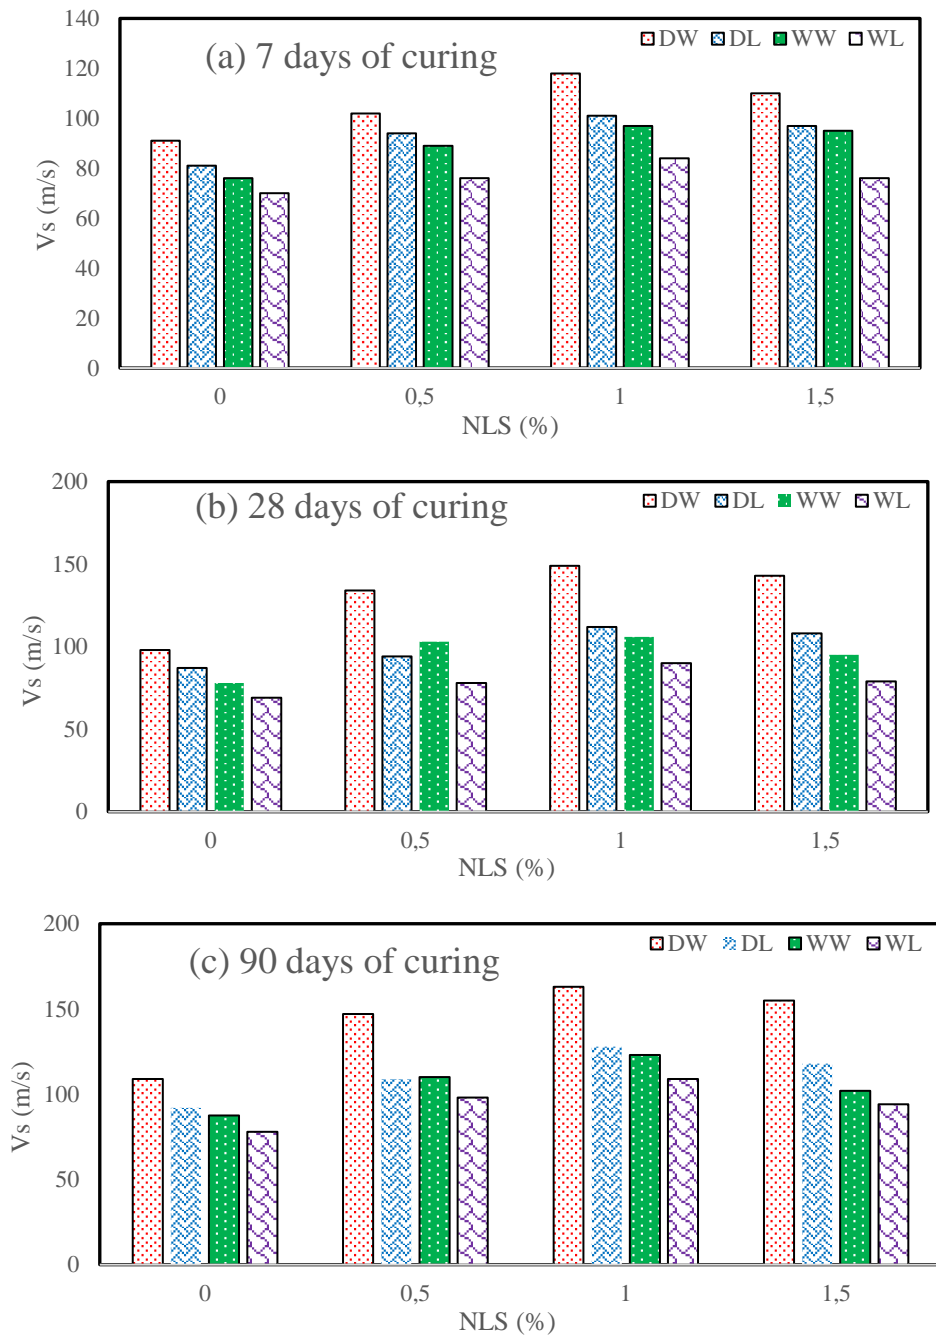 140
120
100
80
60
40
20
0
Vs (m/s)
(a) 7 days of curing
DW DL WW WL
0 0,5 1 1,5
NLS (%)
200
150
100
50
0
Vs (m/s)
(b) 28 days of curing
DW DL WW WL
0 0,5 1 1,5
NLS (%)
200
150
100
50
0
Vs (m/s)
(c) 90 days of curing
DW DL WW WL
0 0,5 1 1,5
NLS (%)